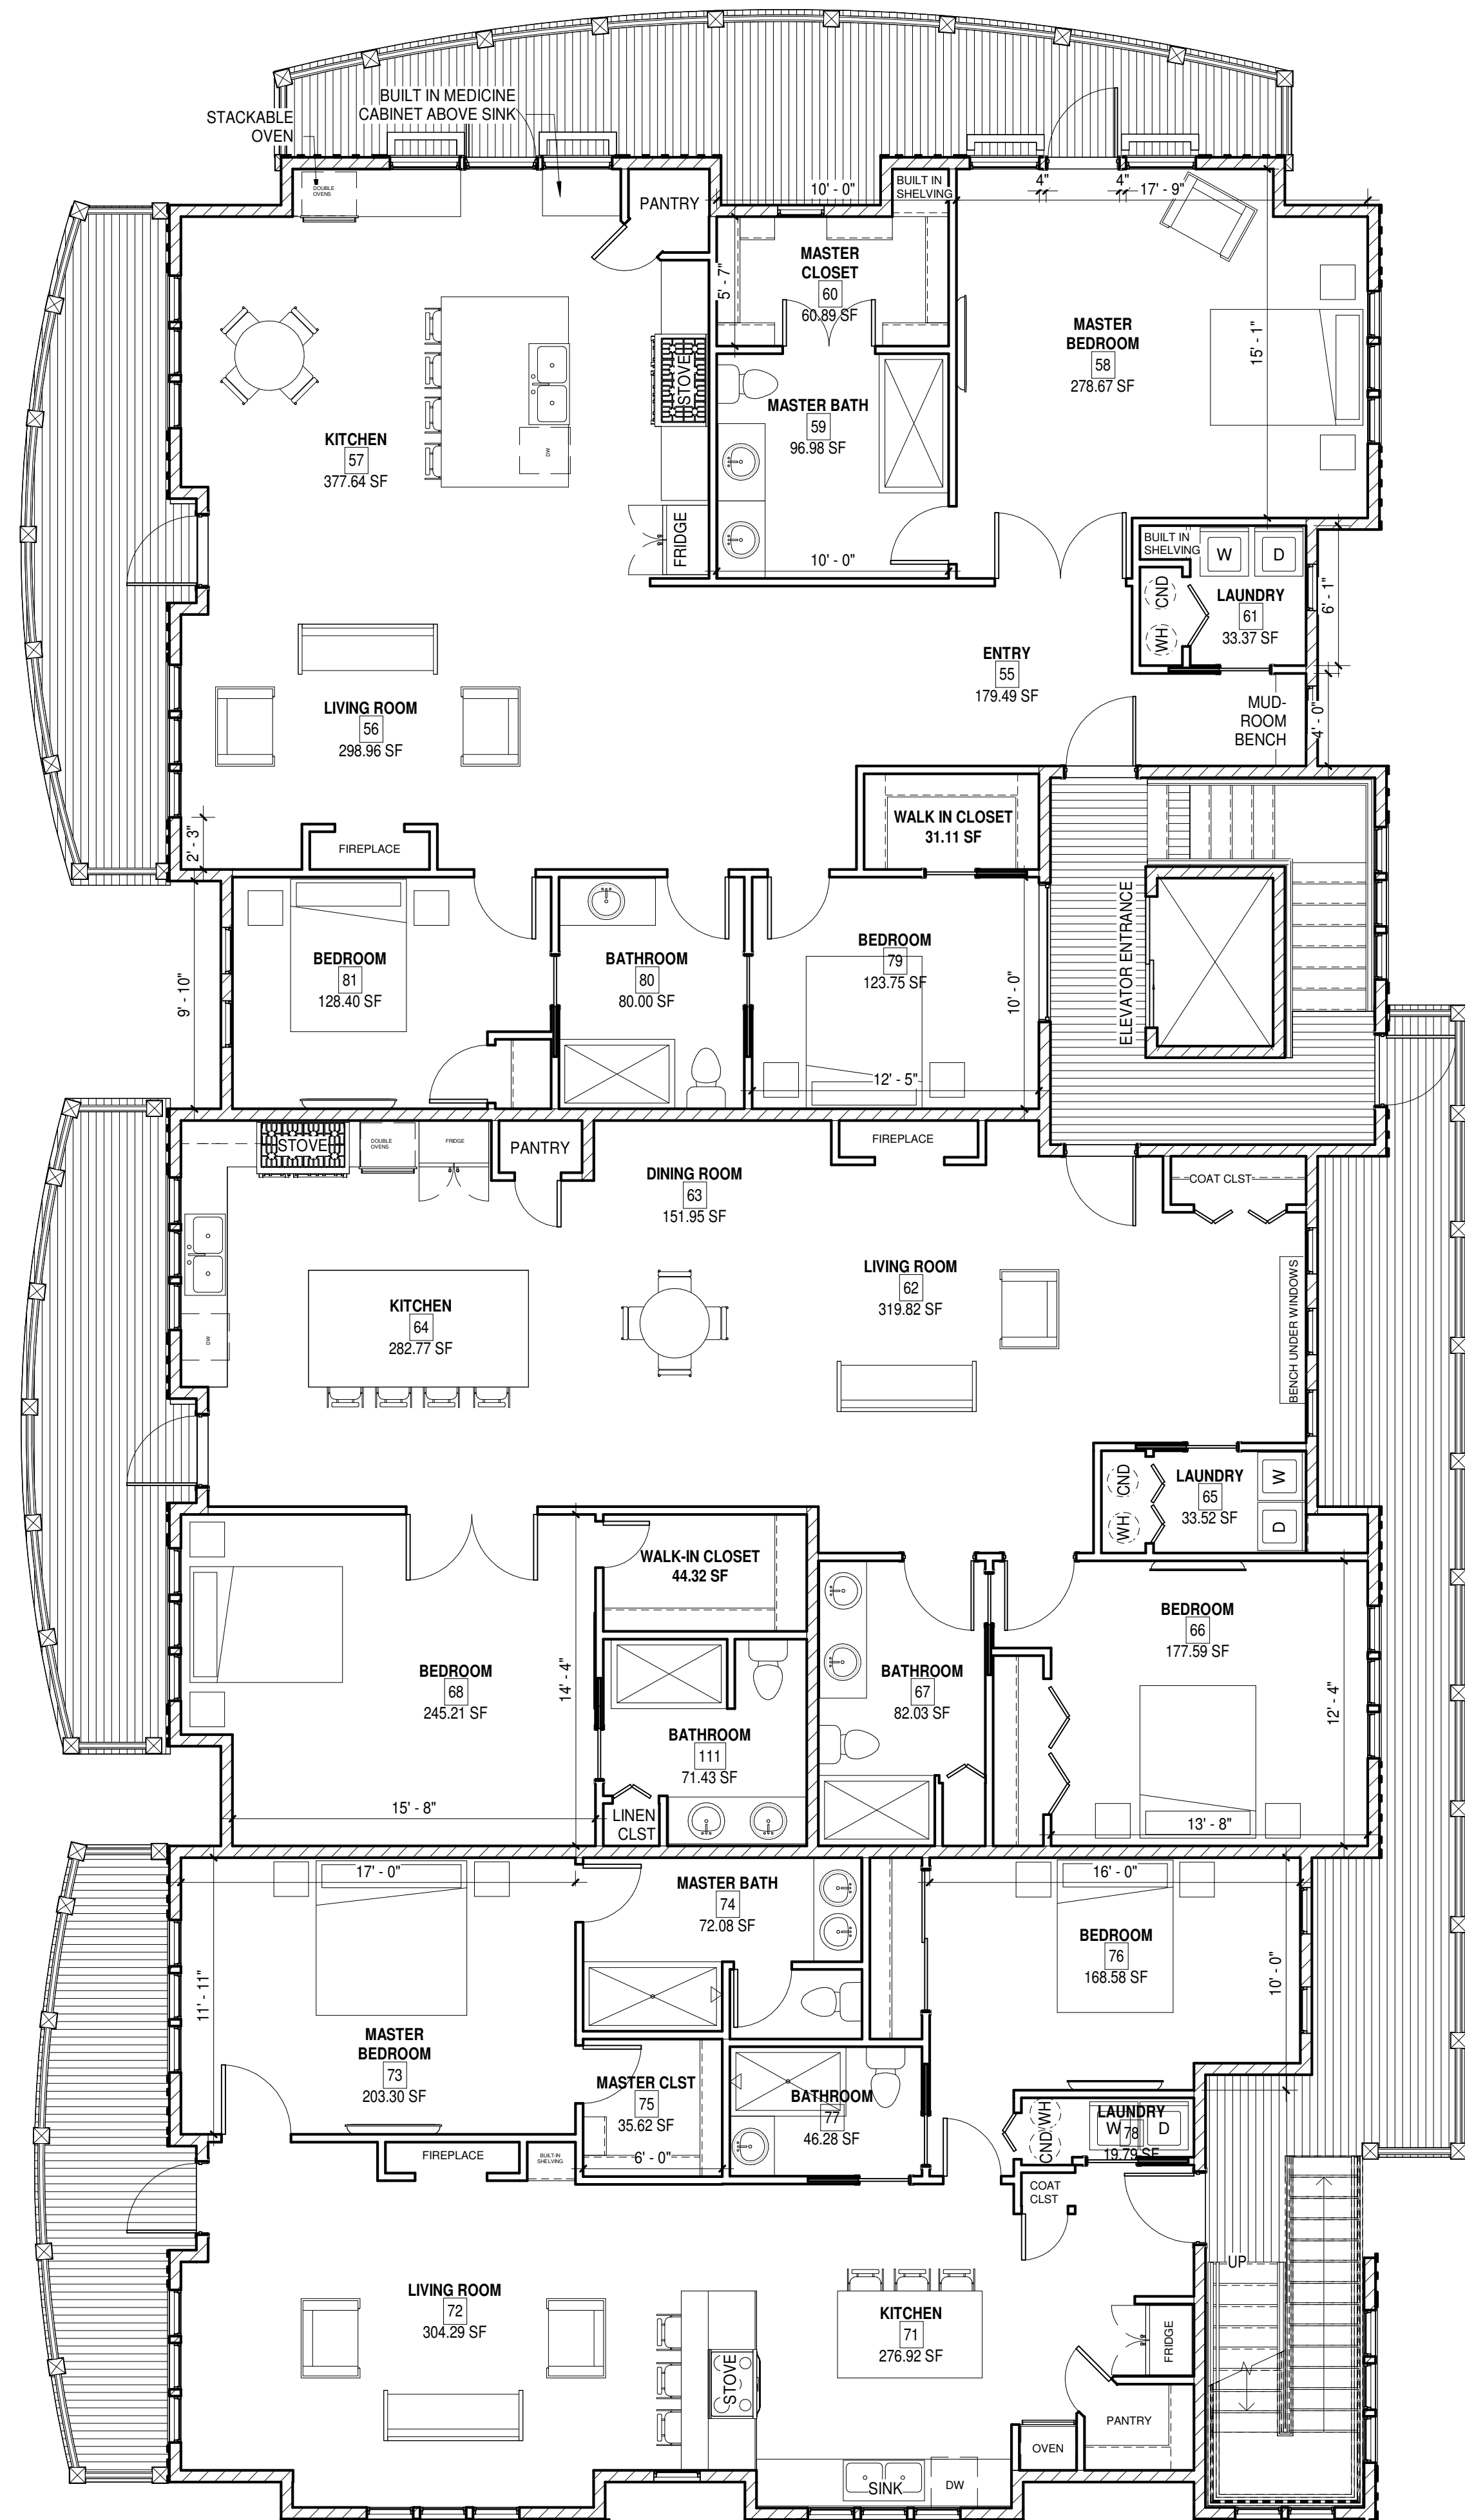 BUILT IN MEDICINE
CABINET ABOVE SINK
STACKABLE
OVEN
DOUBLE
OVENS
PANTRY
10' - 0"
BUILT IN
SHELVING
4"
4"
17' - 9"
MASTER
CLOSET
60
60.89 SF
5' - 7"
MASTER
BEDROOM
58
278.67 SF
15' - 1"
STOVE
MASTER BATH
59
96.98 SF
KITCHEN
57
377.64 SF
DW
FRIDGE
10' - 0"
BUILT IN
SHELVING
W
D
CND
WH
LAUNDRY
61
33.37 SF
6' - 1"
ENTRY
55
179.49 SF
MUD-
ROOM
BENCH
4' - 0"
LIVING ROOM
56
298.96 SF
2' - 3"
FIREPLACE
WALK IN CLOSET
31.11 SF
ELEVATOR ENTRANCE
BEDROOM
81
128.40 SF
BATHROOM
80
80.00 SF
BEDROOM
79
123.75 SF
9' - 10"
10' - 0"
12' - 5"
STOVE
DOUBLE
OVENS
FRIDGE
PANTRY
FIREPLACE
DINING ROOM
63
151.95 SF
COAT CLST
LIVING ROOM
62
319.82 SF
KITCHEN
64
282.77 SF
DW
BENCH UNDER WINDOWS
CND
WH
LAUNDRY
65
33.52 SF
W
D
WALK-IN CLOSET
44.32 SF
BEDROOM
66
177.59 SF
BEDROOM
68
245.21 SF
14' - 4"
BATHROOM
67
82.03 SF
12' - 4"
BATHROOM
111
71.43 SF
15' - 8"
LINEN
CLST
13' - 8"
17' - 0"
MASTER BATH
74
72.08 SF
16' - 0"
BEDROOM
76
168.58 SF
11' - 11"
10' - 0"
MASTER
BEDROOM
73
203.30 SF
MASTER CLST
75
35.62 SF
6' - 0"
BATHROOM
77
46.28 SF
WH
CND
LAUNDRY
W
D
78
19.79 SF
FIREPLACE
BUILT-IN
SHELVING
COAT
CLST
UP
LIVING ROOM
72
304.29 SF
KITCHEN
71
276.92 SF
STOVE
FRIDGE
PANTRY
OVEN
SINK
DW